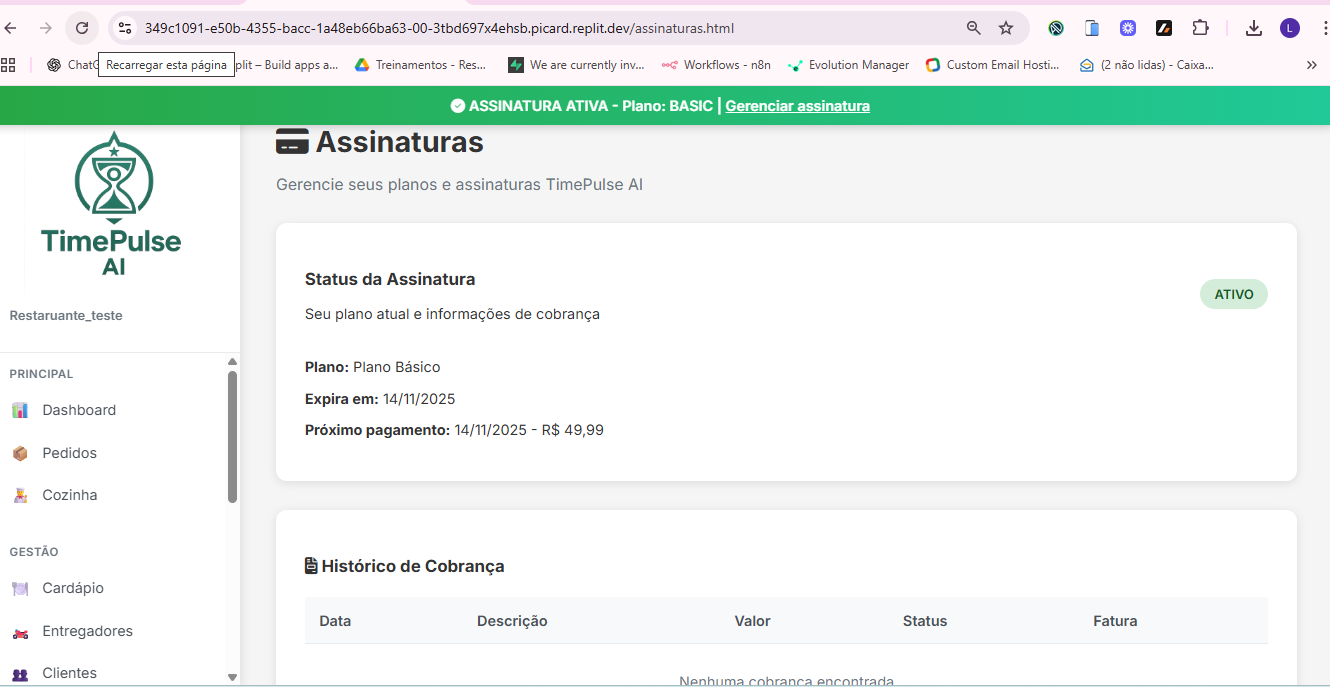 349c1091-e50b-4355-bacc-1a48eb66ba63-00-3tbd697x4ehsb.picard.replit.dev/assinaturas.html
L
ChatG
Recarregar esta página
plit – Build apps a...
Treinamentos - Res...
We are currently inv...
Workflows - n8n
Evolution Manager
Custom Email Hosti...
(2 não lidas) - Caixa...
»
ASSINATURA ATIVA - Plano: BASIC | Gerenciar assinatura
TimePulse
AI
Restaruante_teste
PRINCIPAL
Dashboard
Pedidos
Cozinha
GESTÃO
Cardápio
Entregadores
Clientes
Assinaturas
Gerencie seus planos e assinaturas TimePulse AI
Status da Assinatura
ATIVO
Seu plano atual e informações de cobrança
Plano: Plano Básico
Expira em: 14/11/2025
Próximo pagamento: 14/11/2025 - R$ 49,99
Histórico de Cobrança
Data Descrição Valor Status Fatura
Nenhuma cobrança encontrada